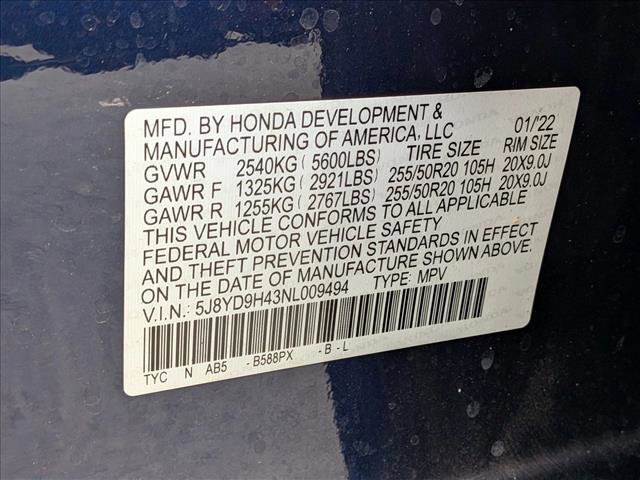 MFD. BY HONDA DEVELOPMENT &
MANUFACTURING OF AMERICA, LLC 01/'22
GVWR 2540KG ( 5600LBS) TIRE SIZE RIM SIZE
GAWR F 1325KG ( 2921LBS) 255/50R20 105H 20X9.0J
GAWR R 1255KG ( 2767LBS) 255/50R20 105H 20X9.0J
THIS VEHICLE CONFORMS TO ALL APPLICABLE
FEDERAL MOTOR VEHICLE SAFETY
AND THEFT PREVENTION STANDARDS IN EFFECT
ON THE DATE OF MANUFACTURE SHOWN ABOVE.
V.I.N.: 5J8YD9H43NL009494 TYPE: MPV
TYC N AB5 - B588PX - B - L